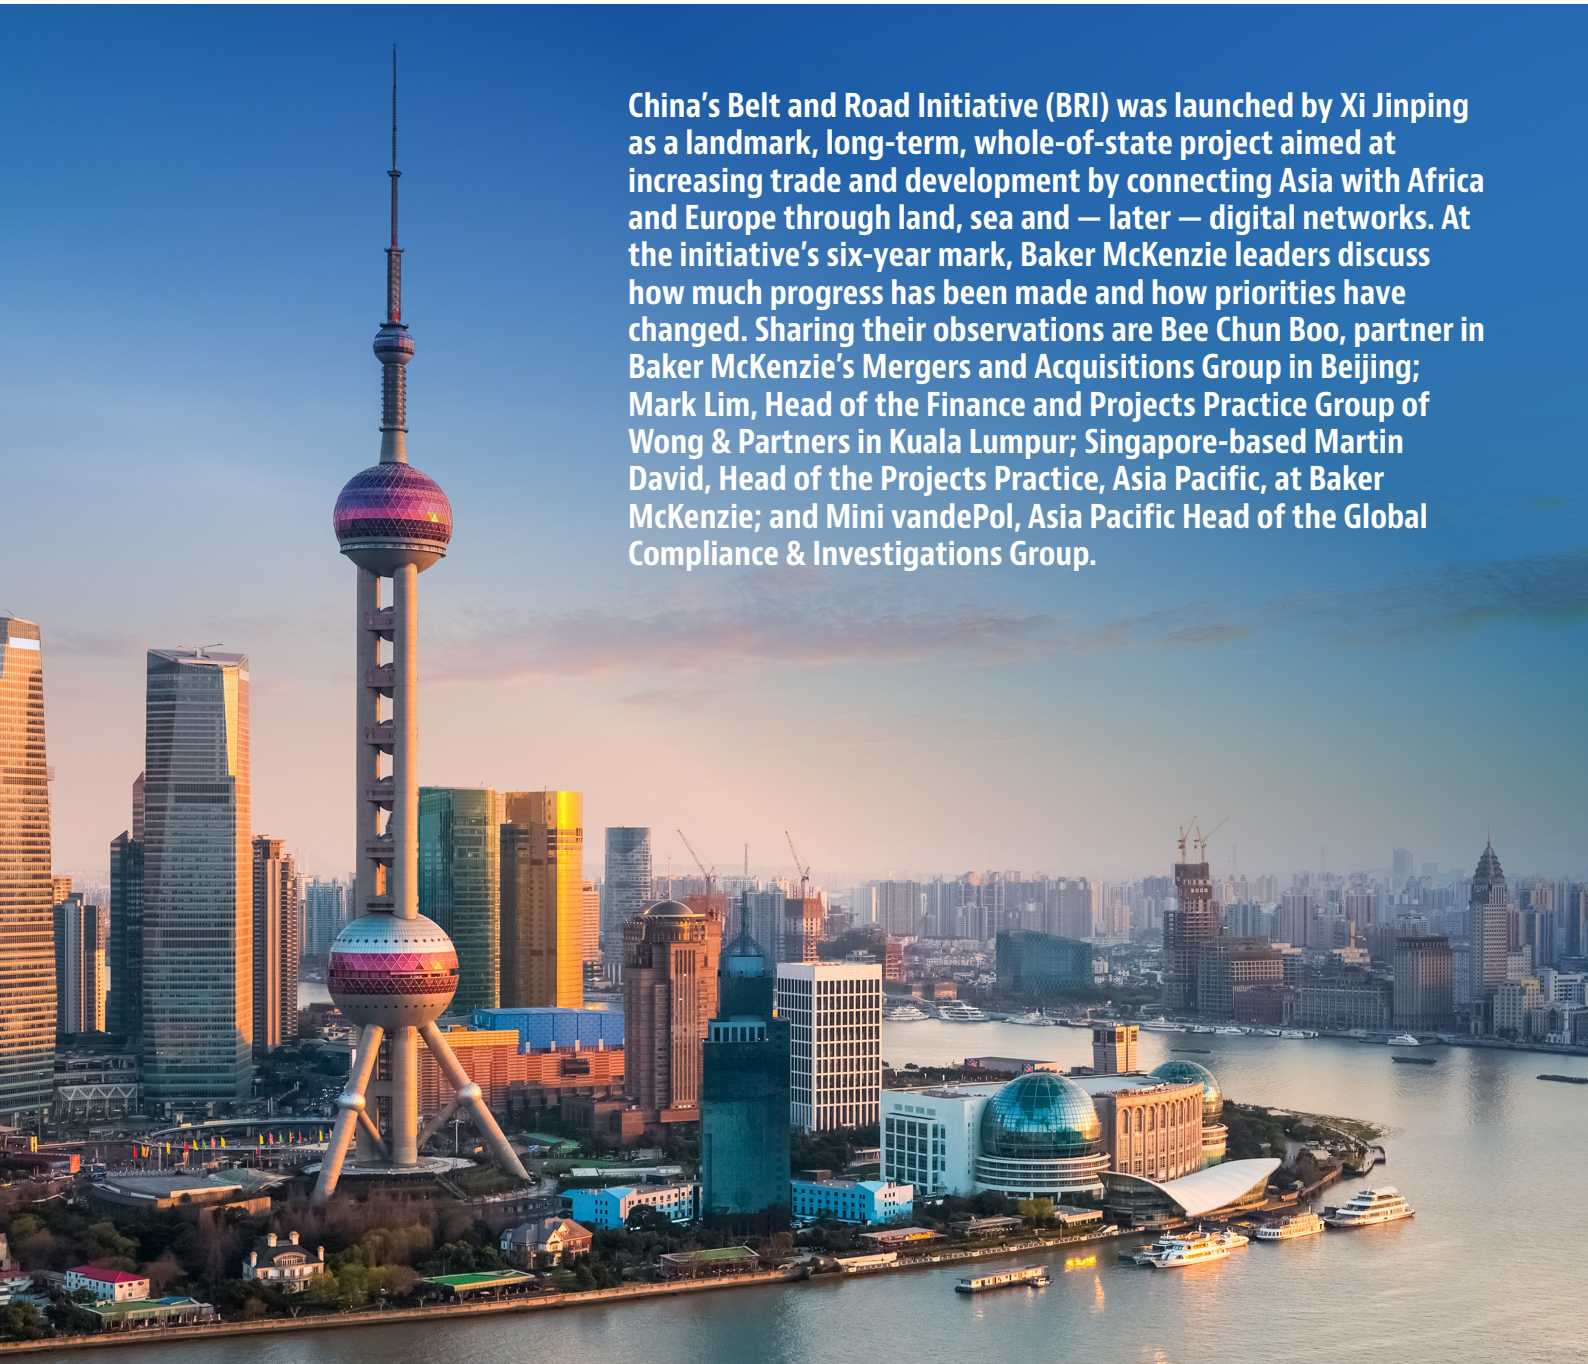 China’s Belt and Road Initiative (BRI) was launched by Xi Jinping
as a landmark, long-term, whole-of-state project aimed at
increasing trade and development by connecting Asia with Africa
and Europe through land, sea and — later — digital networks. At
the initiative’s six-year mark, Baker McKenzie leaders discuss
how much progress has been made and how priorities have
changed. Sharing their observations are Bee Chun Boo, partner in
Baker McKenzie’s Mergers and Acquisitions Group in Beijing;
Mark Lim, Head of the Finance and Projects Practice Group of
Wong & Partners in Kuala Lumpur; Singapore-based Martin
David, Head of the Projects Practice, Asia Pacific, at Baker
McKenzie; and Mini vandePol, Asia Pacific Head of the Global
Compliance & Investigations Group.